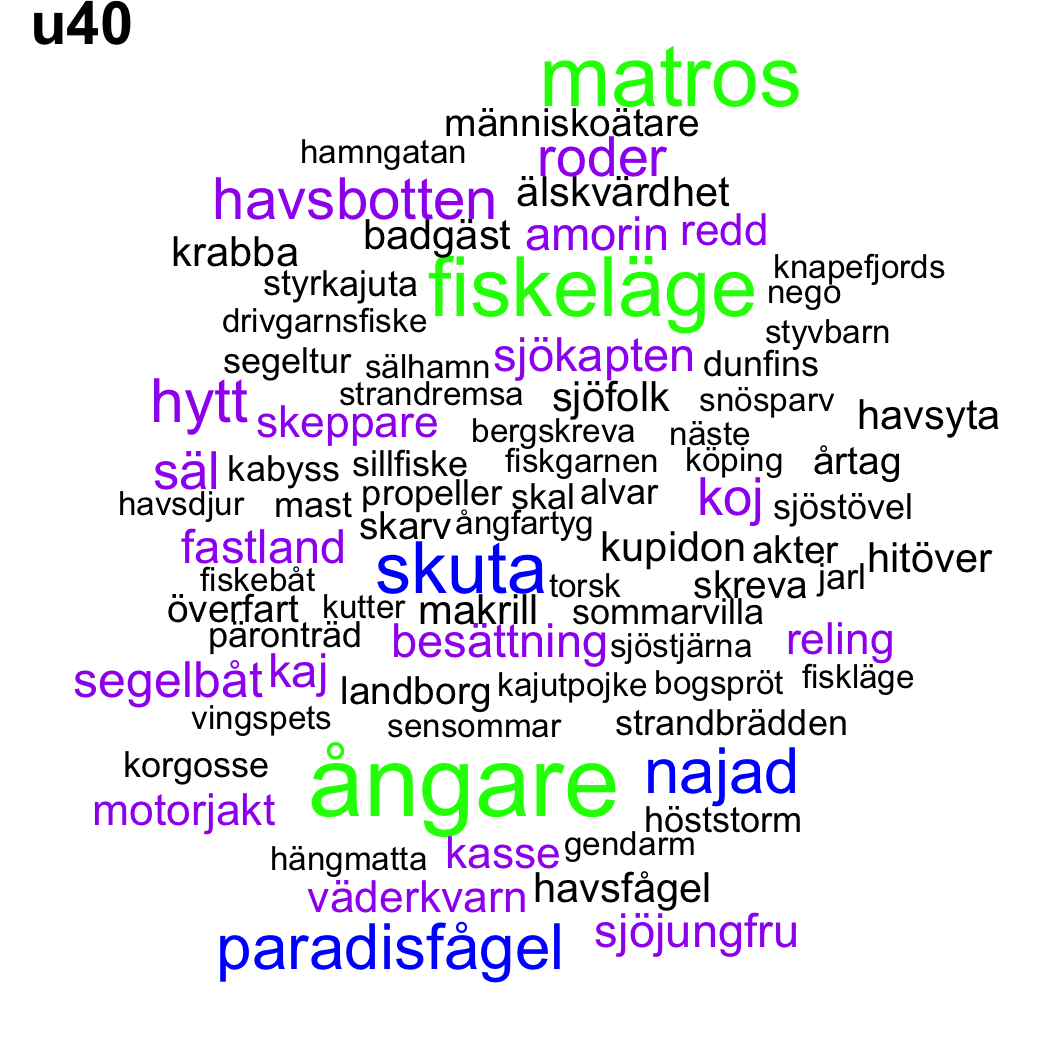 u40
matros
människoätare
hamngatan roder
havsbotten älskvärdhet
badgäst amorin redd
krabba
styrkajuta fiskeläge knapefjords
nego
drivgarnsfiske styvbarn
segeltur sälhamn sjökapten dunfins
hytt strandremsa sjöfolk snösparv havsyta
skeppare bergskreva näste
säl kabyss sillfiske fiskgarnen köping årtag
havsdjur mast propeller skal alvar koj sjöstövel
skarv ångfartyg
fastland kupidon akter hitöver
fiskebåt skuta torsk skreva jarl
överfart kutter makrill sommarvilla
päronträd besättning sjöstjärna reling
segelbåt kaj landborg kajutpojke bogspröt fiskläge
vingspets sensommar strandbrädden
korgosse ångare najad
motorjakt höststorm
hängmatta kasse gendarm
väderkvarn havsfågel
paradisfågel sjöjungfru